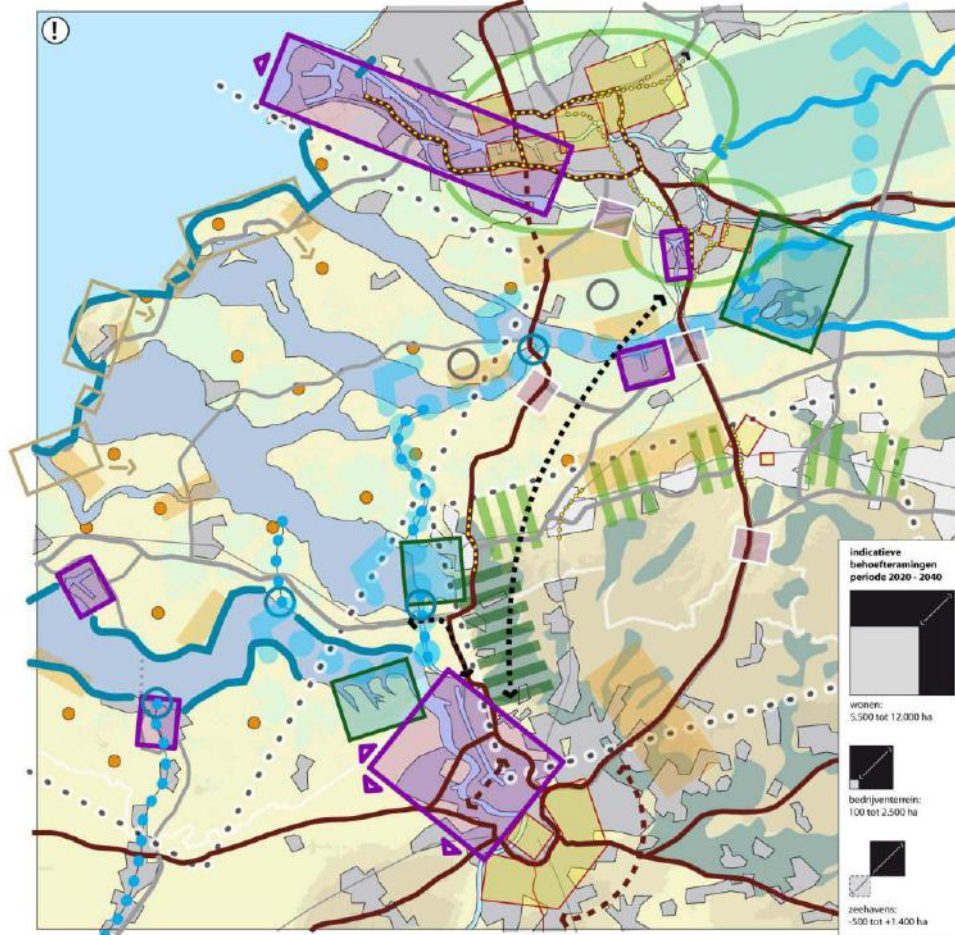 !
indicatieve
behoefteramingen
periode 2020 - 2040
wonen:
5.500 tot 12.000 ha
bedrijventerrein:
100 tot 2.500 ha
zeehavens:
-500 tot +1.400 ha